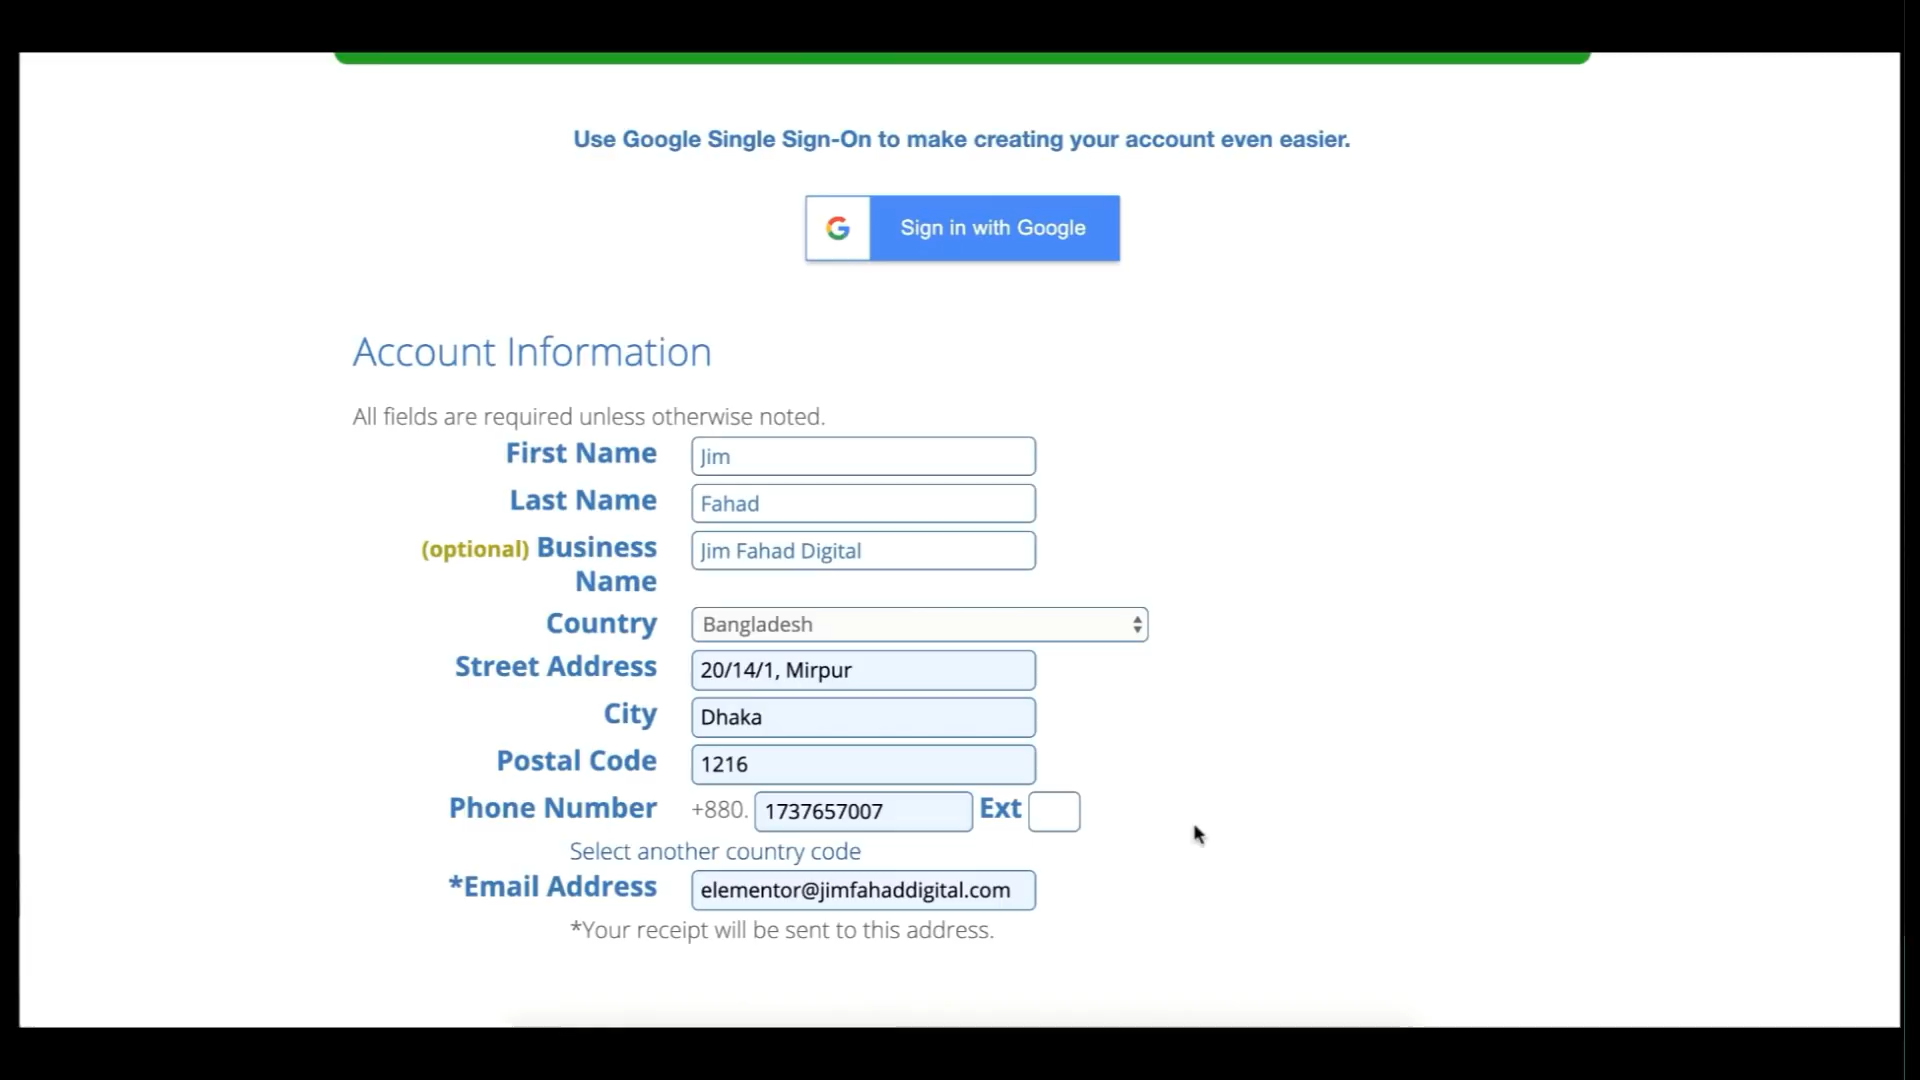 Use Google Single Sign-On to make creating your account even easier.
G Sign in with Google
Account Information
All fields are required unless otherwise noted.
First Name Jim
Last Name Fahad
(optional) Business Jim Fahad Digital
Name
Country Bangladesh
Street Address 20/14/1, Mirpur
City Dhaka
Postal Code 1216
Phone Number +880. 1737657007 Ext
Select another country code
*Email Address elementor@jimfahaddigital.com
*Your receipt will be sent to this address.